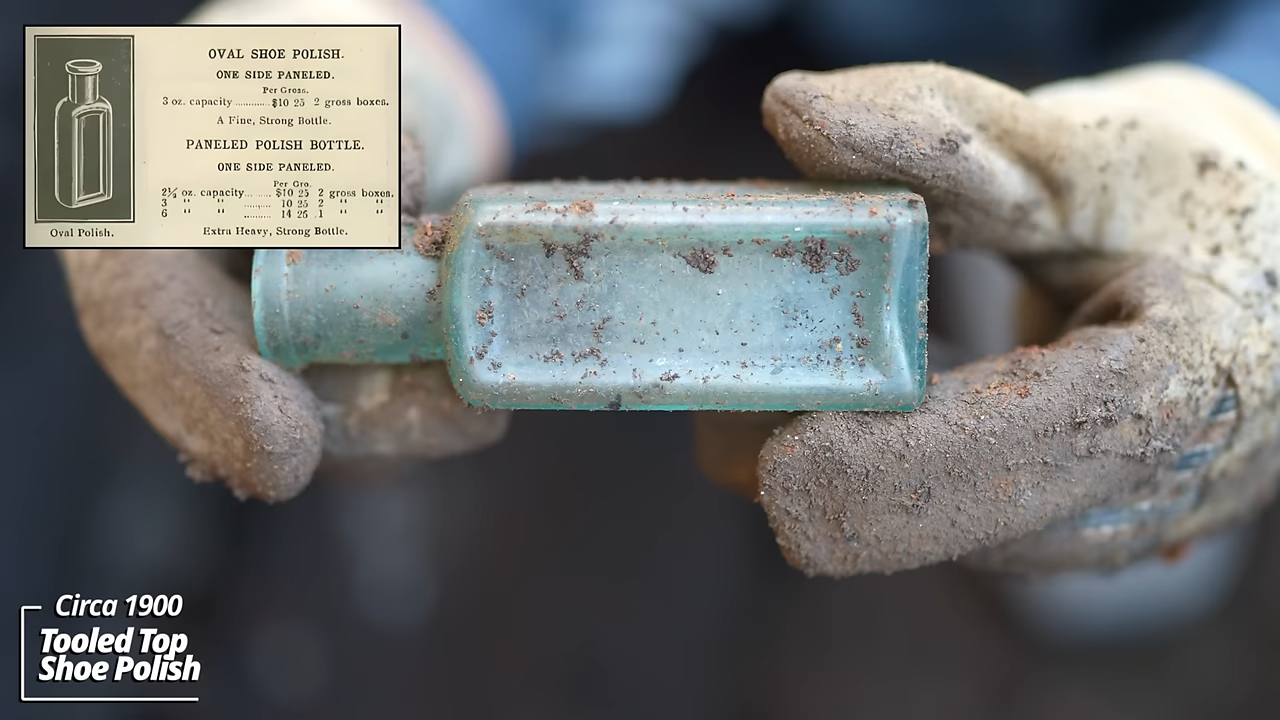 OVAL SHOE POLISH.
ONE SIDE PANELED.
Per Gross.
3 oz. capacity............$10 25 2 gross boxes.
A Fine, Strong Bottle.
PANELED POLISH BOTTLE.
ONE SIDE PANELED.
Per Gro.
2½ oz. capacity........ $10 25 2 gross boxes.
3 " " .......... 10 25 2 " "
6 " " .......... 14 26 1 " "
Oval Polish.
Extra Heavy, Strong Bottle.
Circa 1900
Tooled Top
Shoe Polish